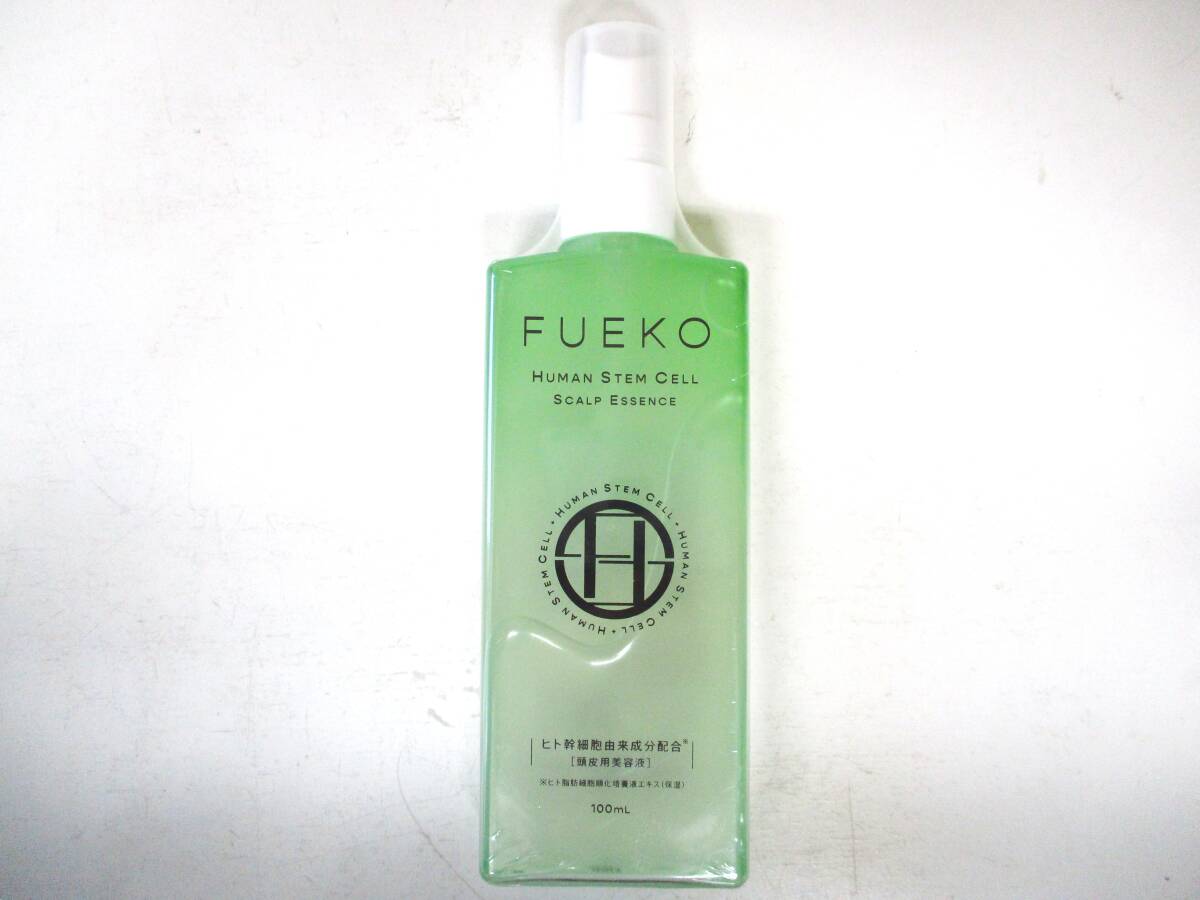 FUEKO
HUMAN STEM CELL
SCALP ESSENCE
HUMAN STEM CELL + HUMAN STEM CELL + HUMAN STEM CELL +
H
ヒト幹細胞由来成分配合※
[頭皮用美容液]
※ヒト脂肪細胞順化培養液エキス(保湿)
100mL